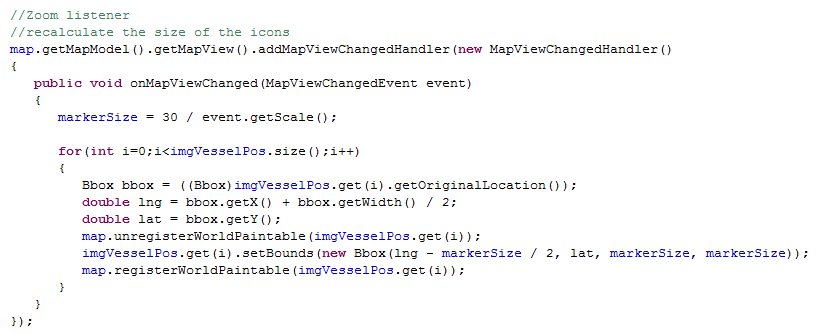 //Zoom listener
//recalculate the size of the icons
map.getMapModel().getMapView().addMapViewChangedHandler(new MapViewChangedHandler()
{
   public void onMapViewChanged(MapViewChangedEvent event)
   {
      markerSize = 30 / event.getScale();

      for(int i=0;i<imgVesselPos.size();i++)
      {
         Bbox bbox = ((Bbox)imgVesselPos.get(i).getOriginalLocation());
         double lng = bbox.getX() + bbox.getWidth() / 2;
         double lat = bbox.getY();
         map.unregisterWorldPaintable(imgVesselPos.get(i));
         imgVesselPos.get(i).setBounds(new Bbox(lng - markerSize / 2, lat, markerSize, markerSize));
         map.registerWorldPaintable(imgVesselPos.get(i));
      }
   }
});